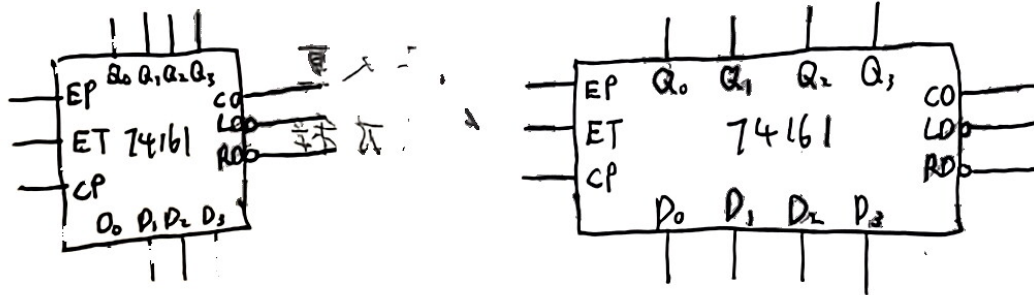 Q₀ Q₁ Q₂ Q₃
EP
CO
LD
ET 74161
RD
CP
D₀ D₁ D₂ D₃
Q₀ Q₁ Q₂ Q₃
EP
CO
ET 74161
LD
CP
RD
D₀ D₁ D₂ D₃